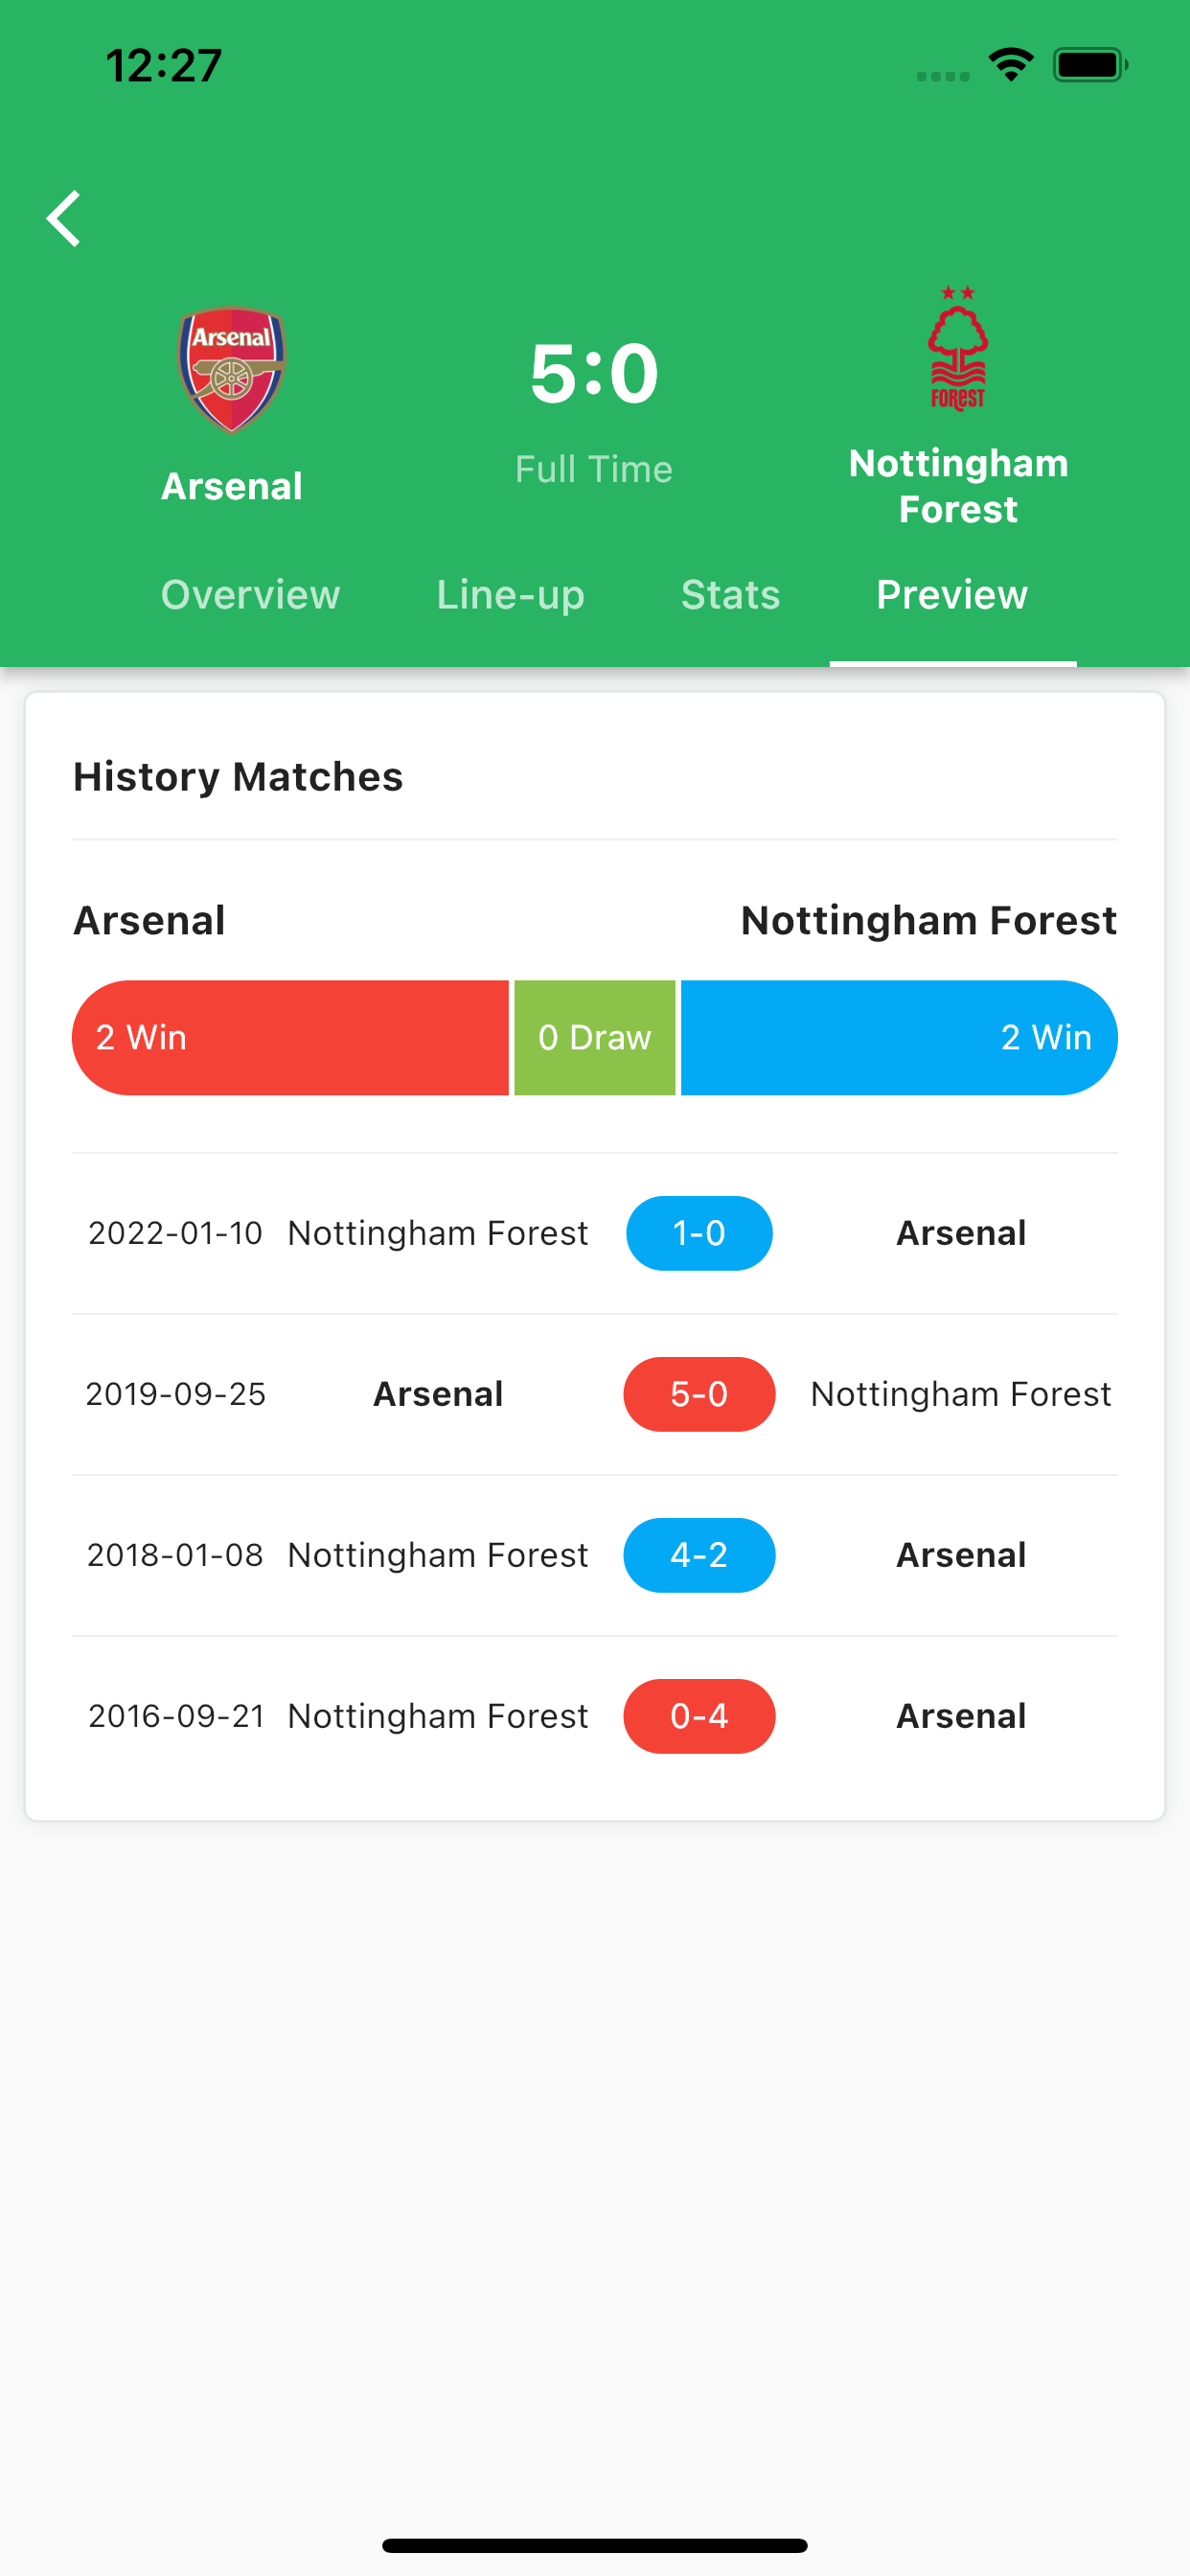 12:27
Arsenal
5:0
FOREST
Arsenal
Full Time
Nottingham
Forest
Overview Line-up Stats Preview
History Matches
Arsenal Nottingham Forest
2 Win 0 Draw 2 Win
2022-01-10 Nottingham Forest 1-0 Arsenal
2019-09-25 Arsenal 5-0 Nottingham Forest
2018-01-08 Nottingham Forest 4-2 Arsenal
2016-09-21 Nottingham Forest 0-4 Arsenal